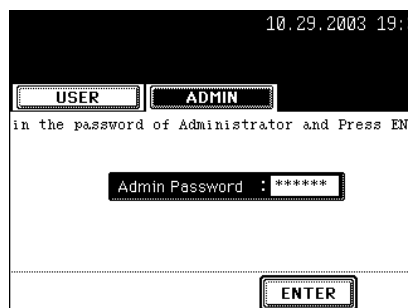 10.29.2003 19:
USER ADMIN
in the password of Administrator and Press EN
Admin Password : ******
ENTER